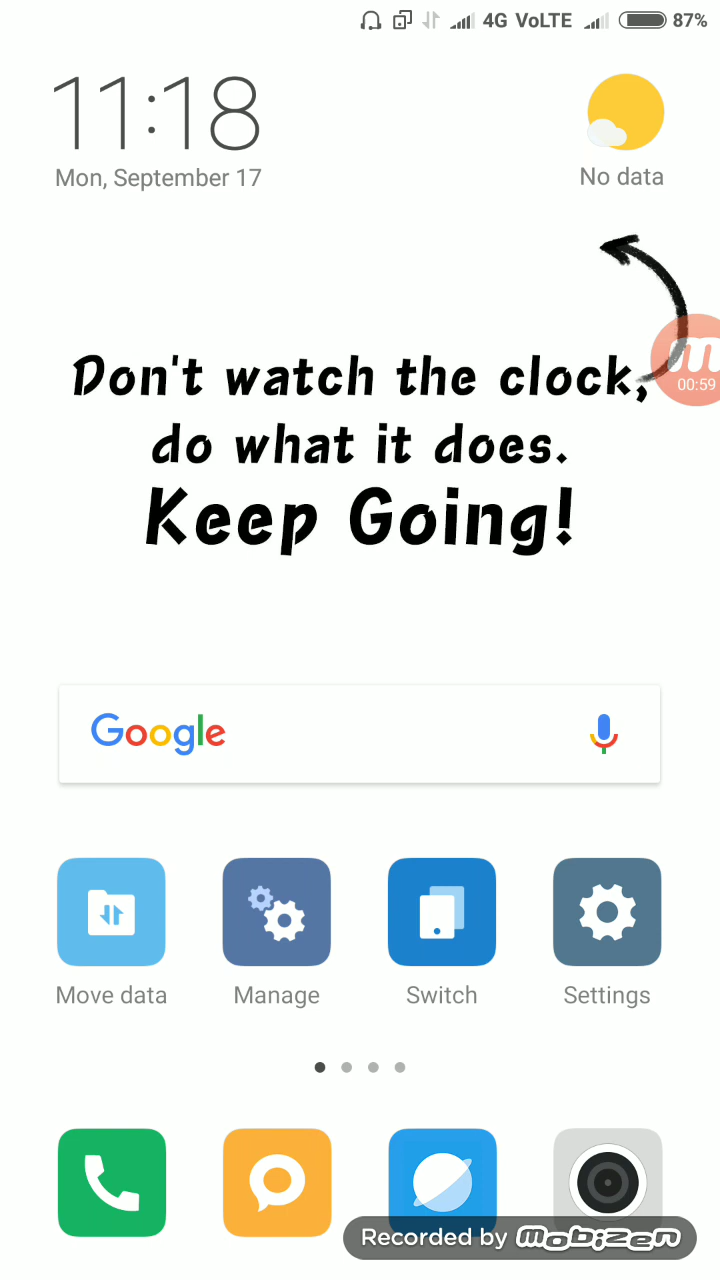 4G VoLTE 87%
11:18
Mon, September 17
No data
Don't watch the clock,
do what it does.
Keep Going!
m
00:59
Google
Move data Manage Switch Settings
Recorded by mobizen